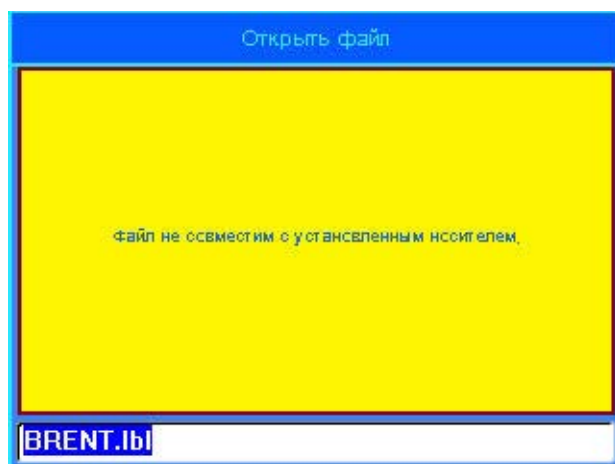 Открыть файл
Файл не совместим с установленным носителем.
BRENT.lbl